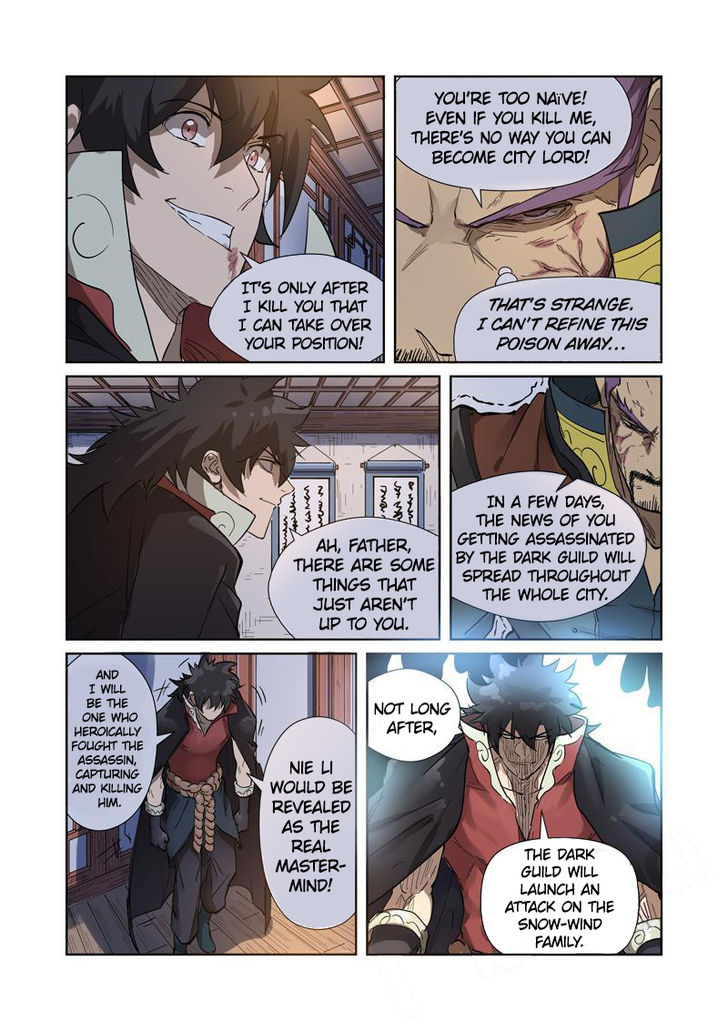 IT'S ONLY AFTER
I KILL YOU THAT
I CAN TAKE OVER
YOUR POSITION!
YOU'RE TOO NAïVE!
EVEN IF YOU KILL ME,
THERE'S NO WAY YOU CAN
BECOME CITY LORD!
THAT'S STRANGE.
I CAN'T REFINE THIS
POISON AWAY...
AH, FATHER,
THERE ARE SOME
THINGS THAT
JUST AREN'T
UP TO YOU.
IN A FEW DAYS,
THE NEWS OF YOU
GETTING ASSASSINATED
BY THE DARK GUILD WILL
SPREAD THROUGHOUT
THE WHOLE CITY.
AND
I WILL
BE THE
ONE WHO
HEROICALLY
FOUGHT THE
ASSASSIN,
CAPTURING
AND KILLING
HIM.
NIE LI
WOULD BE
REVEALED
AS THE
REAL
MASTER-
MIND!
NOT LONG
AFTER,
THE DARK
GUILD WILL
LAUNCH AN
ATTACK ON THE
SNOW-WIND
FAMILY.